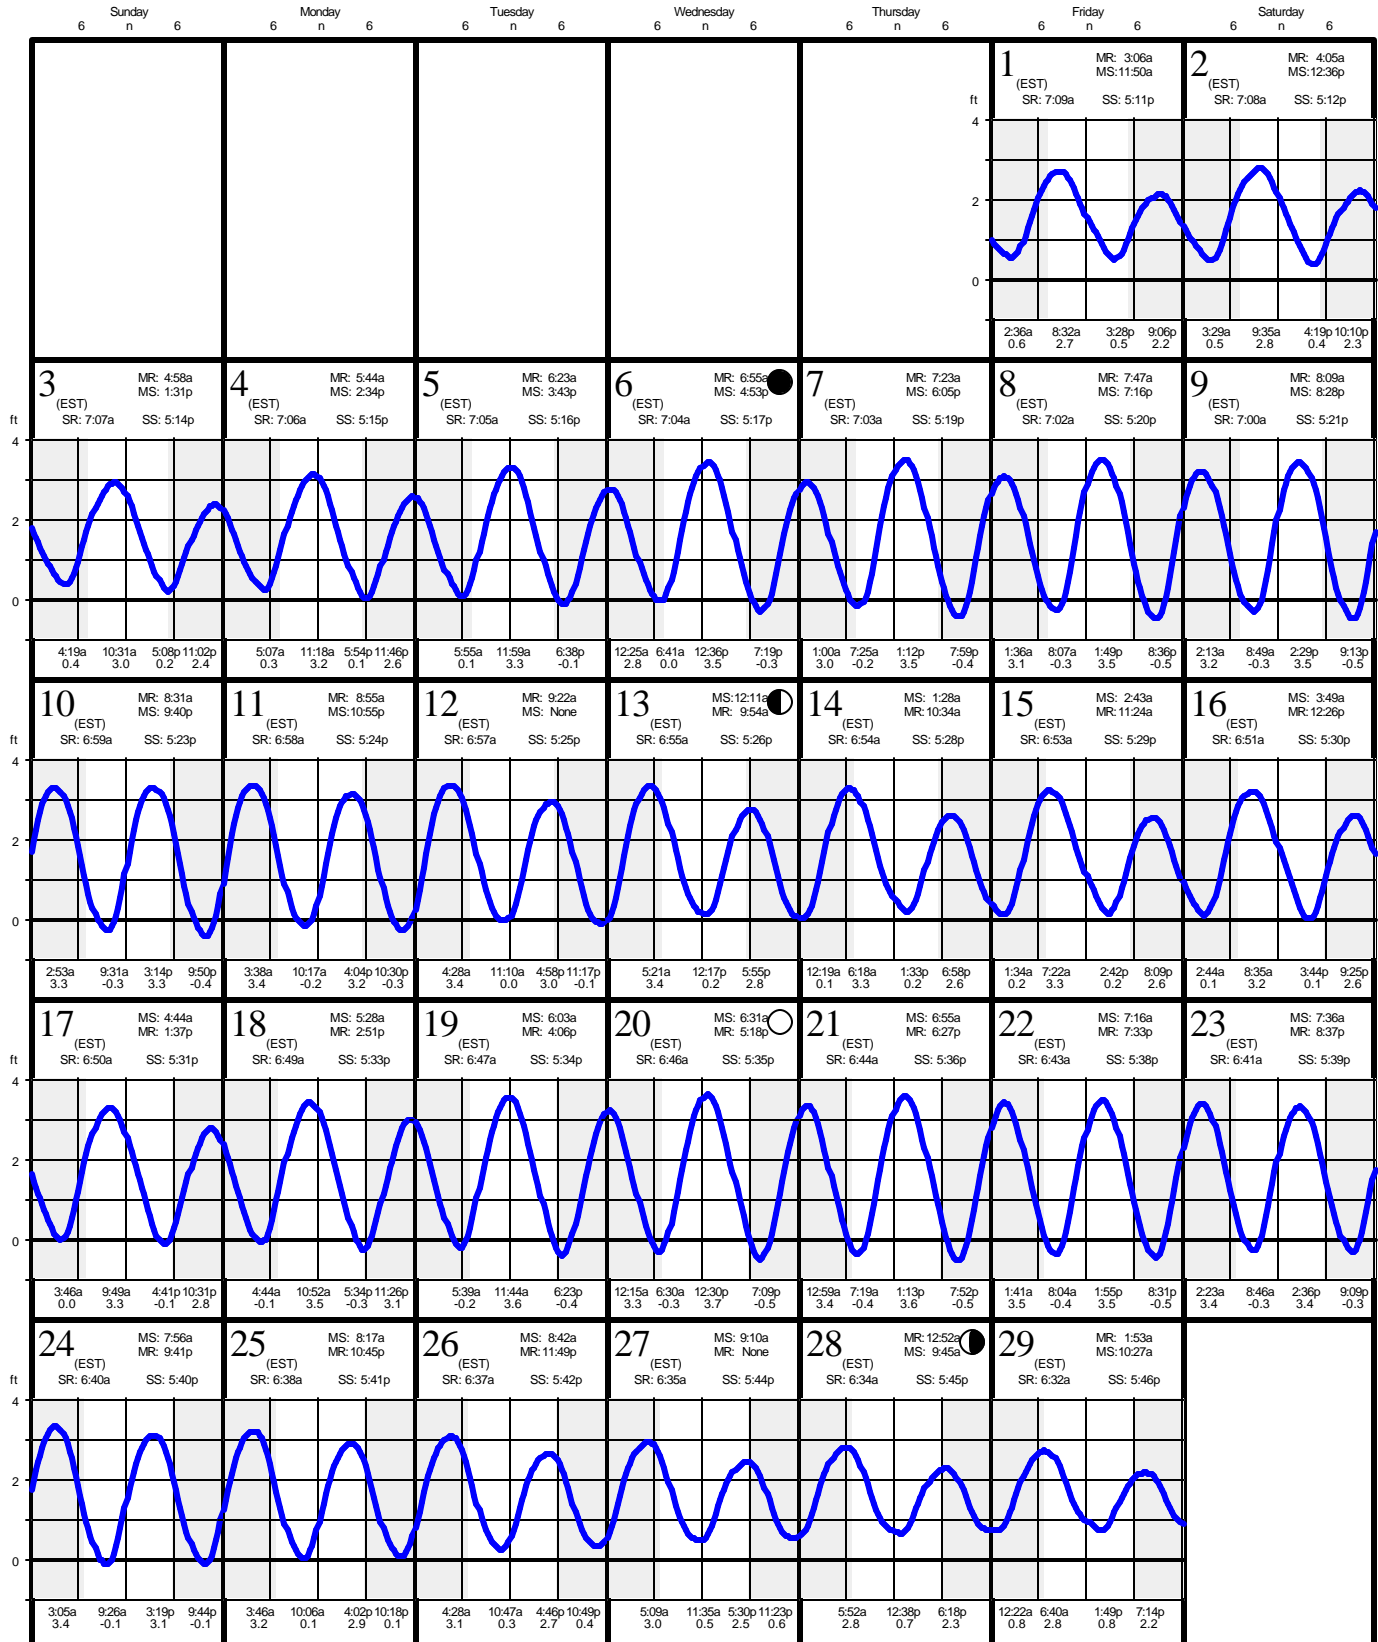 Sunday Monday Tuesday Wednesday Thursday Friday Saturday
6 n 6 6 n 6 6 n 6 6 n 6 6 n 6 6 n 6 6 n 6
1 MR: 3:06a 2 MR: 4:05a
MS:11:50a MS:12:36p
(EST) (EST)
ft SR: 7:09a SS: 5:11p SR: 7:08a SS: 5:12p
4
2
0
2:36a 8:32a 3:28p 9:06p 3:29a 9:35a 4:19p 10:10p
0.6 2.7 0.5 2.2 0.5 2.8 0.4 2.3
3 MR: 4:58a 4 MR: 5:44a 5 MR: 6:23a 6 MR: 6:55a 7 MR: 7:23a 8 MR: 7:47a 9 MR: 8:09a
MS: 1:31p MS: 2:34p MS: 3:43p MS: 4:53p MS: 6:05p MS: 7:16p MS: 8:28p
(EST) (EST) (EST) (EST) (EST) (EST) (EST)
ft SR: 7:07a SS: 5:14p SR: 7:06a SS: 5:15p SR: 7:05a SS: 5:16p SR: 7:04a SS: 5:17p SR: 7:03a SS: 5:19p SR: 7:02a SS: 5:20p SR: 7:00a SS: 5:21p
4
2
0
4:19a 10:31a 5:08p 11:02p 5:07a 11:18a 5:54p 11:46p 5:55a 11:59a 6:38p 12:25a 6:41a 12:36p 7:19p 1:00a 7:25a 1:12p 7:59p 1:36a 8:07a 1:49p 8:36p 2:13a 8:49a 2:29p 9:13p
0.4 3.0 0.2 2.4 0.3 3.2 0.1 2.6 0.1 3.3 -0.1 2.8 0.0 3.5 -0.3 3.0 -0.2 3.5 -0.4 3.1 -0.3 3.5 -0.5 3.2 -0.3 3.5 -0.5
10 MR: 8:31a 11 MR: 8:55a 12 MR: 9:22a 13 MS:12:11a 14 MS: 1:28a 15 MS: 2:43a 16 MS: 3:49a
MS: 9:40p MS:10:55p MS: None MR: 9:54a MR:10:34a MR:11:24a MR:12:26p
(EST) (EST) (EST) (EST) (EST) (EST) (EST)
ft SR: 6:59a SS: 5:23p SR: 6:58a SS: 5:24p SR: 6:57a SS: 5:25p SR: 6:55a SS: 5:26p SR: 6:54a SS: 5:28p SR: 6:53a SS: 5:29p SR: 6:51a SS: 5:30p
4
2
0
2:53a 9:31a 3:14p 9:50p 3:38a 10:17a 4:04p 10:30p 4:28a 11:10a 4:58p 11:17p 5:21a 12:17p 5:55p 12:19a 6:18a 1:33p 6:58p 1:34a 7:22a 2:42p 8:09p 2:44a 8:35a 3:44p 9:25p
3.3 -0.3 3.3 -0.4 3.4 -0.2 3.2 -0.3 3.4 0.0 3.0 -0.1 3.4 0.2 2.8 0.1 3.3 0.2 2.6 0.2 3.3 0.2 2.6 0.1 3.2 0.1 2.6
17 MS: 4:44a 18 MS: 5:28a 19 MS: 6:03a 20 MS: 6:31a 21 MS: 6:55a 22 MS: 7:16a 23 MS: 7:36a
MR: 1:37p MR: 2:51p MR: 4:06p MR: 5:18p MR: 6:27p MR: 7:33p MR: 8:37p
(EST) (EST) (EST) (EST) (EST) (EST) (EST)
ft SR: 6:50a SS: 5:31p SR: 6:49a SS: 5:33p SR: 6:47a SS: 5:34p SR: 6:46a SS: 5:35p SR: 6:44a SS: 5:36p SR: 6:43a SS: 5:38p SR: 6:41a SS: 5:39p
4
2
0
3:46a 9:49a 4:41p 10:31p 4:44a 10:52a 5:34p 11:26p 5:39a 11:44a 6:23p 12:15a 6:30a 12:30p 7:09p 12:59a 7:19a 1:13p 7:52p 1:41a 8:04a 1:55p 8:31p 2:23a 8:46a 2:36p 9:09p
0.0 3.3 -0.1 2.8 -0.1 3.5 -0.3 3.1 -0.2 3.6 -0.4 3.3 -0.3 3.7 -0.5 3.4 -0.4 3.6 -0.5 3.5 -0.4 3.5 -0.5 3.4 -0.3 3.4 -0.3
24 MS: 7:56a 25 MS: 8:17a 26 MS: 8:42a 27 MS: 9:10a 28 MR:12:52a 29 MR: 1:53a
MR: 9:41p MR:10:45p MR:11:49p MR: None MS: 9:45a MS:10:27a
(EST) (EST) (EST) (EST) (EST) (EST)
ft SR: 6:40a SS: 5:40p SR: 6:38a SS: 5:41p SR: 6:37a SS: 5:42p SR: 6:35a SS: 5:44p SR: 6:34a SS: 5:45p SR: 6:32a SS: 5:46p
4
2
0
3:05a 9:26a 3:19p 9:44p 3:46a 10:06a 4:02p 10:18p 4:28a 10:47a 4:46p 10:49p 5:09a 11:35a 5:30p 11:23p 5:52a 12:38p 6:18p 12:22a 6:40a 1:49p 7:14p
3.4 -0.1 3.1 -0.1 3.2 0.1 2.9 0.1 3.1 0.3 2.7 0.4 3.0 0.5 2.5 0.6 2.8 0.7 2.3 0.8 2.8 0.8 2.2